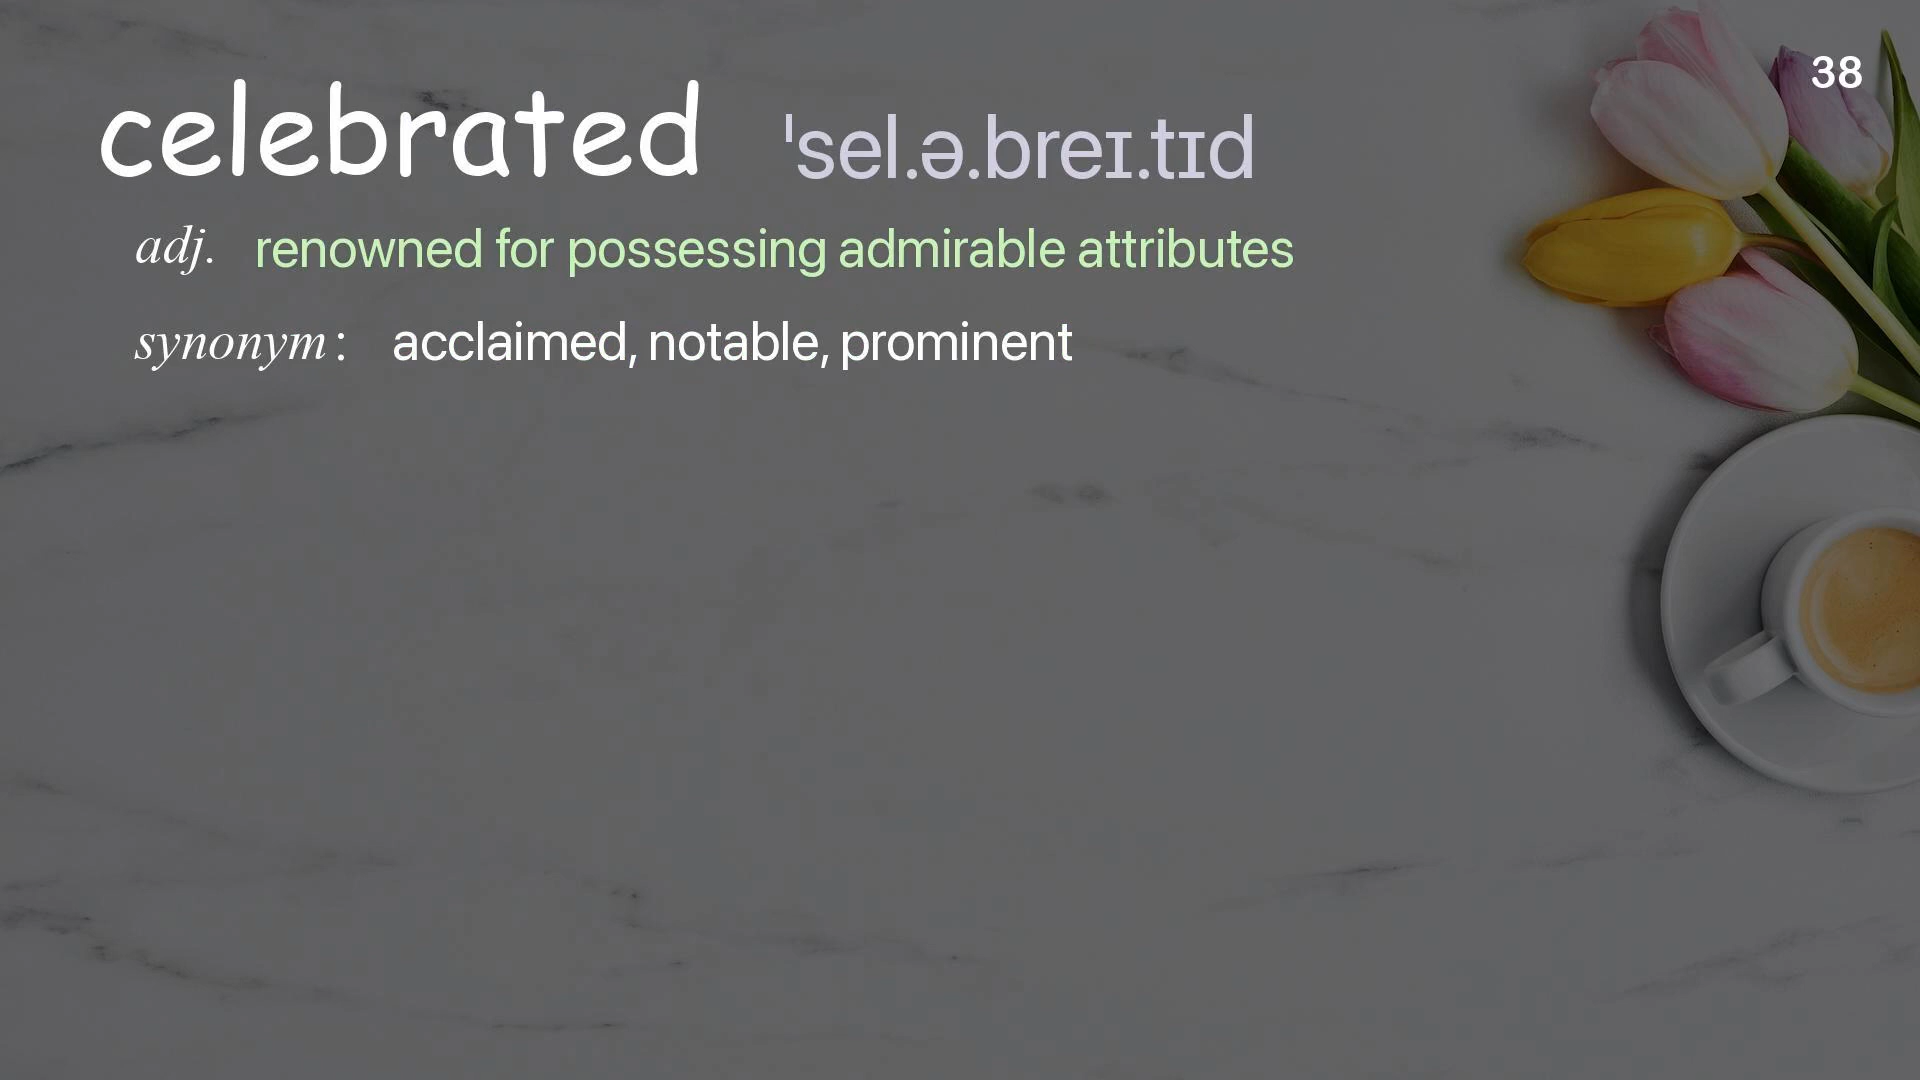 38
celebrated ˈsel.ə.breɪ.tɪd
adj. renowned for possessing admirable attributes
synonym : acclaimed, notable, prominent